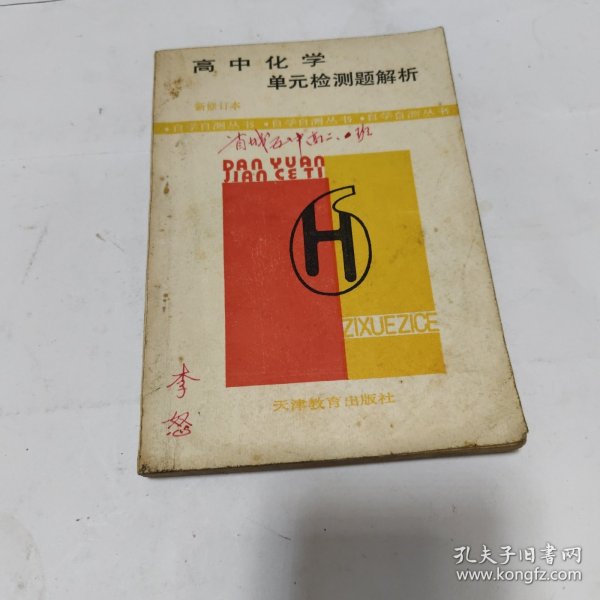 高中化学
单元检测题解析
新修订本
·自学自测丛书·自学自测丛书·自学自测丛书
DAN YUAN
JIAN CE TI
H
ZIXUEZICE
李怒
天津教育出版社
孔夫子旧书网
www.kongfz.com